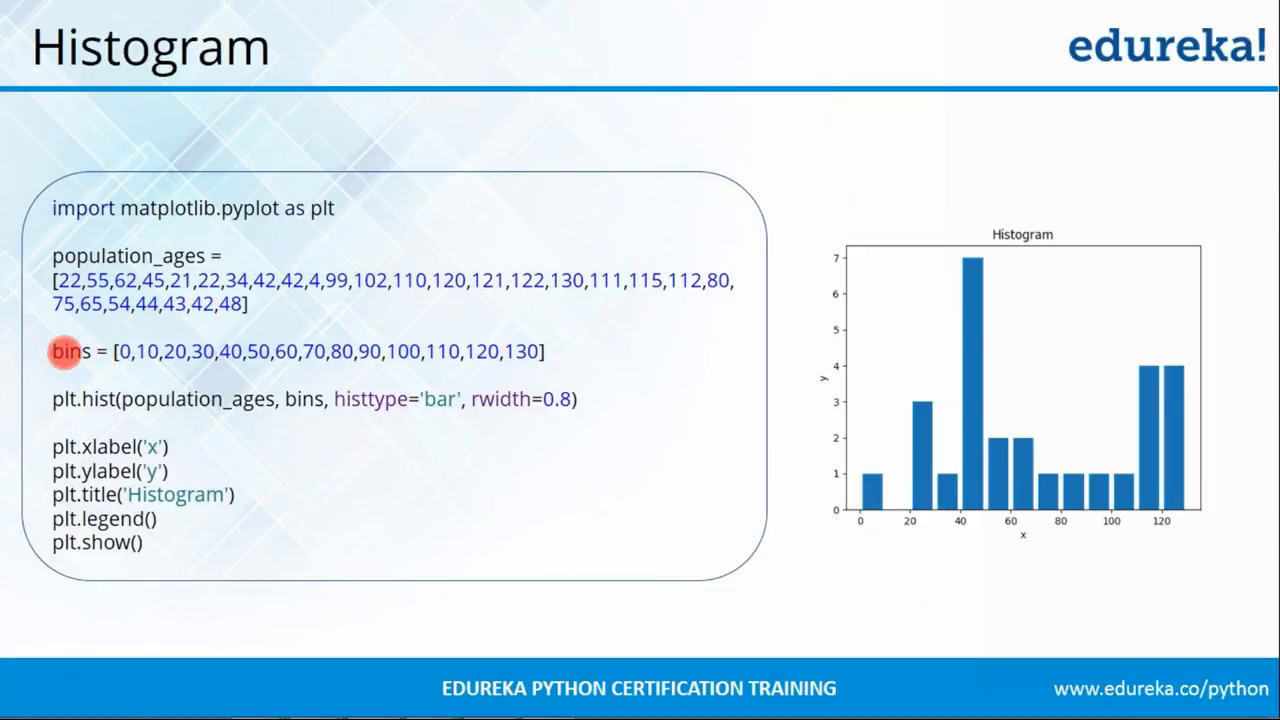 Histogram
edureka!
import matplotlib.pyplot as plt
population_ages =
[22,55,62,45,21,22,34,42,42,4,99,102,110,120,121,122,130,111,115,112,80,
75,65,54,44,43,42,48]
bins = [0,10,20,30,40,50,60,70,80,90,100,110,120,130]
plt.hist(population_ages, bins, histtype='bar', rwidth=0.8)
plt.xlabel('x')
plt.ylabel('y')
plt.title('Histogram')
plt.legend()
plt.show()
Histogram
7
6
5
4
3
2
1
0
y
0 20 40 60 80 100 120
x
EDUREKA PYTHON CERTIFICATION TRAINING
www.edureka.co/python